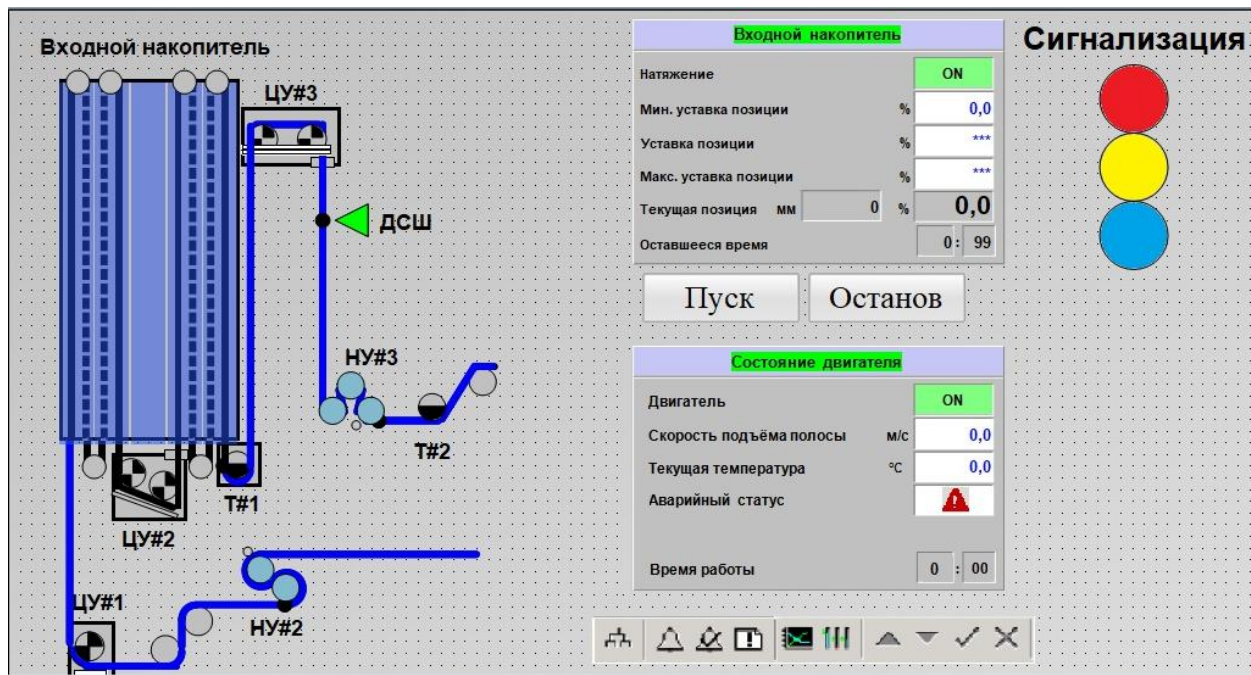 Входной накопитель
ЦУ#3
ДСШ
НУ#3
Т#2
Т#1
ЦУ#2
ЦУ#1
НУ#2
Входной накопитель
Натяжение ON
Мин. уставка позиции % 0,0
Уставка позиции % ***
Макс. уставка позиции % ***
Текущая позиция мм 0 % 0,0
Оставшееся время 0 : 99
Пуск Останов
Состояние двигателя
Двигатель ON
Скорость подъёма полосы м/с 0,0
Текущая температура °C 0,0
Аварийный статус
Время работы 0 : 00
Сигнализация